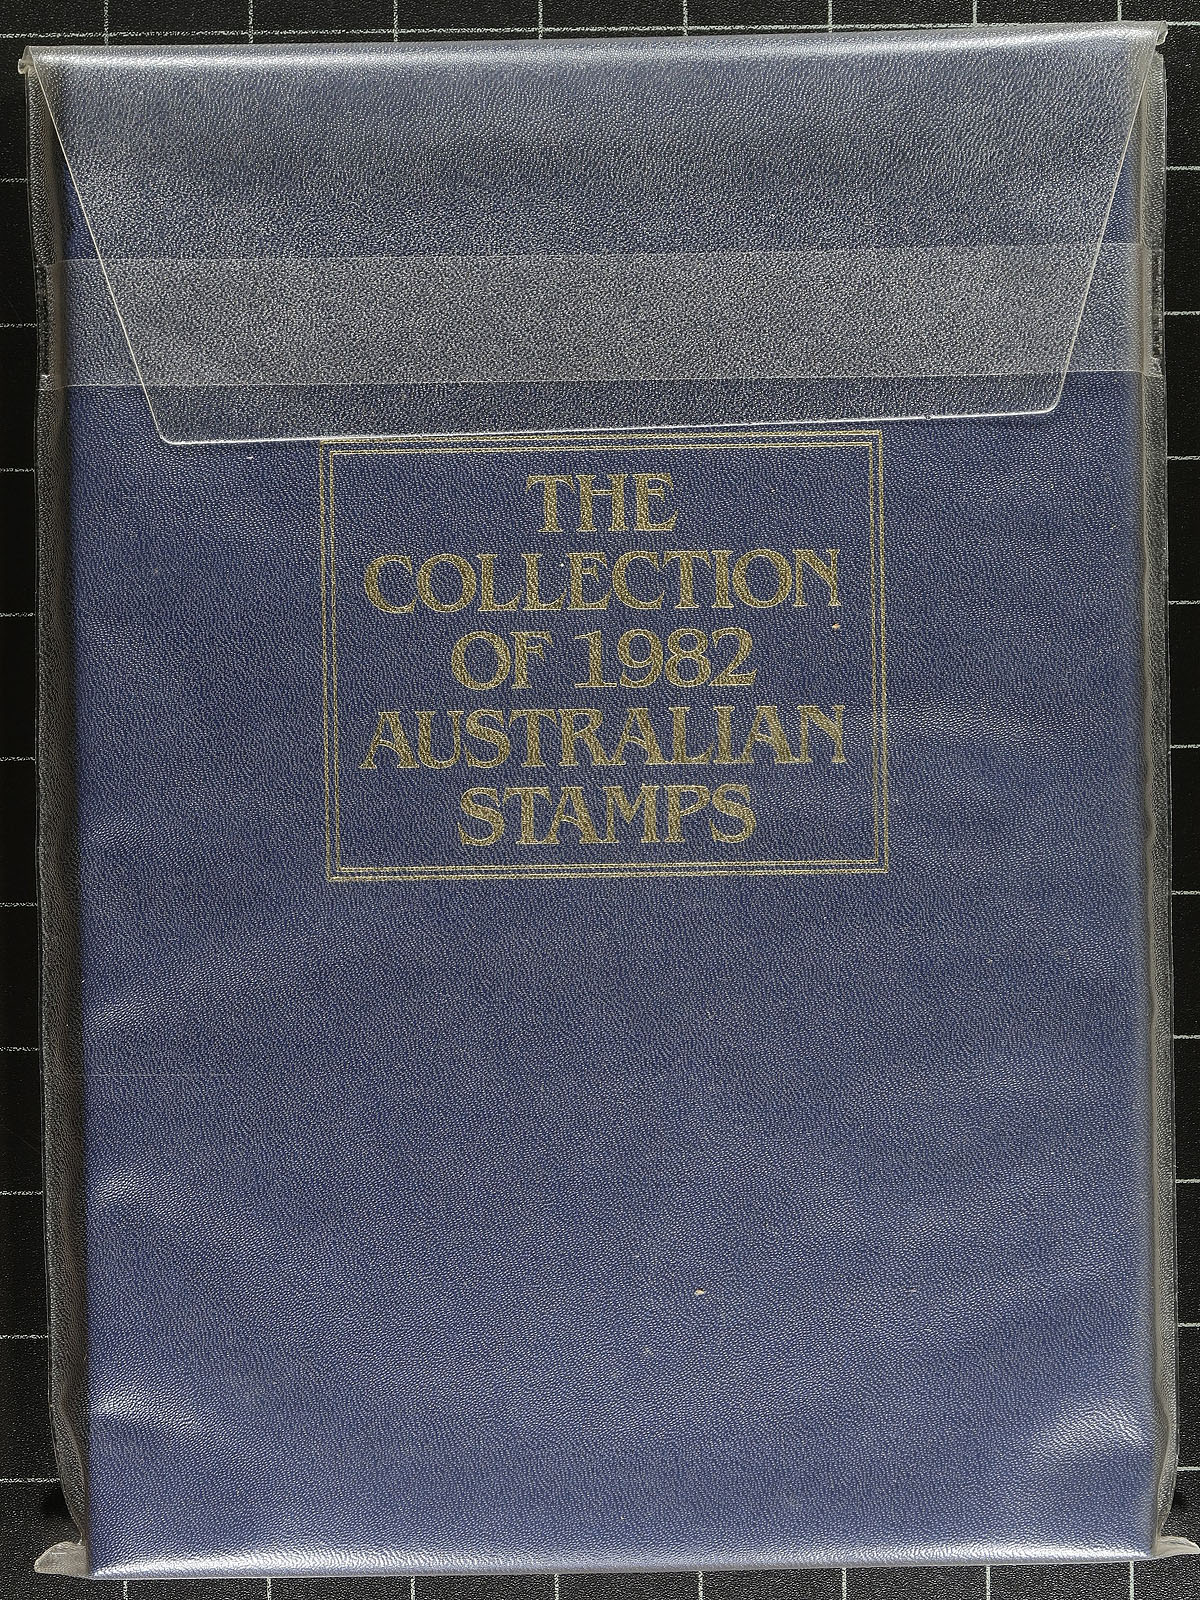 THE
COLLECTION
OF 1982
AUSTRALIAN
STAMPS